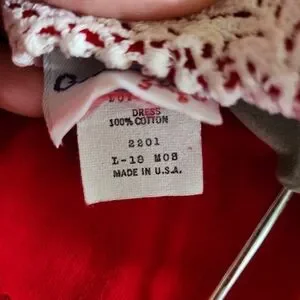 DRESS
100% COTTON
2201
L-18 MOS
MADE IN U.S.A.